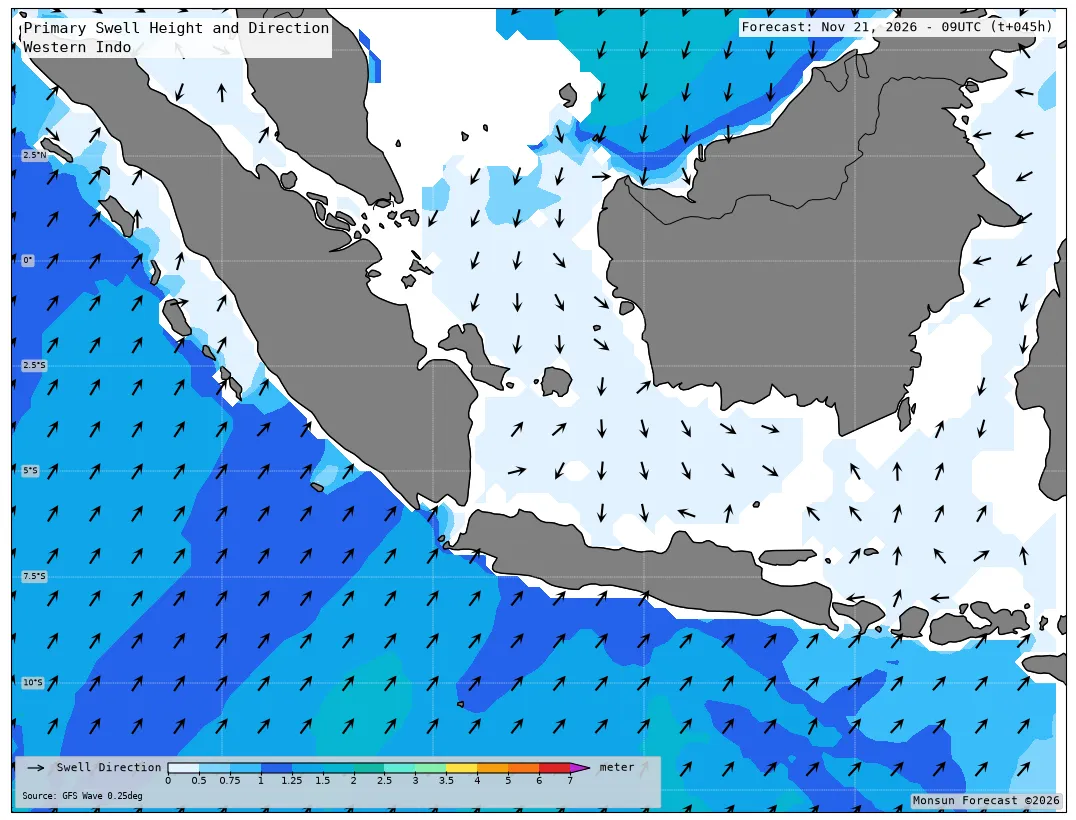 Primary Swell Height and Direction
Western Indo
Forecast: Nov 21, 2026 - 09UTC (t+045h)
2.5°N
0°
2.5°S
5°S
7.5°S
10°S
Swell Direction
0 0.5 0.75 1 1.25 1.5 2 2.5 3 3.5 4 5 6 7
meter
Source: GFS Wave 0.25deg
Monsun Forecast ©2026